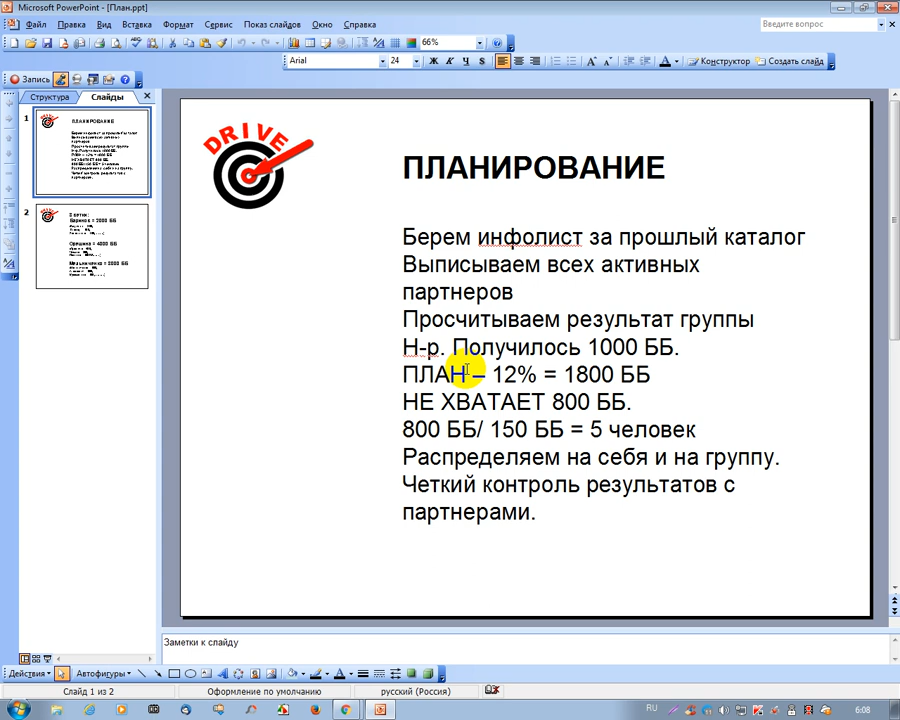 Microsoft PowerPoint - [План.ppt]
Файл Правка Вид Вставка Формат Сервис Показ слайдов Окно Справка
Введите вопрос
66%
Arial 24 Ж К Ч S Конструктор Создать слайд
Запись
Структура Слайды
1
2
DRIVE
ПЛАНИРОВАНИЕ
Берем инфолист за прошлый каталог
Выписываем всех активных
партнеров
Просчитываем результат группы
Н-р. Получилось 1000 ББ.
ПЛАН – 12% = 1800 ББ
НЕ ХВАТАЕТ 800 ББ.
800 ББ/ 150 ББ = 5 человек
Распределяем на себя и на группу.
Четкий контроль результатов с
партнерами.
Заметки к слайду
Действия Автофигуры
Слайд 1 из 2 Оформление по умолчанию русский (Россия)
RU 6:08